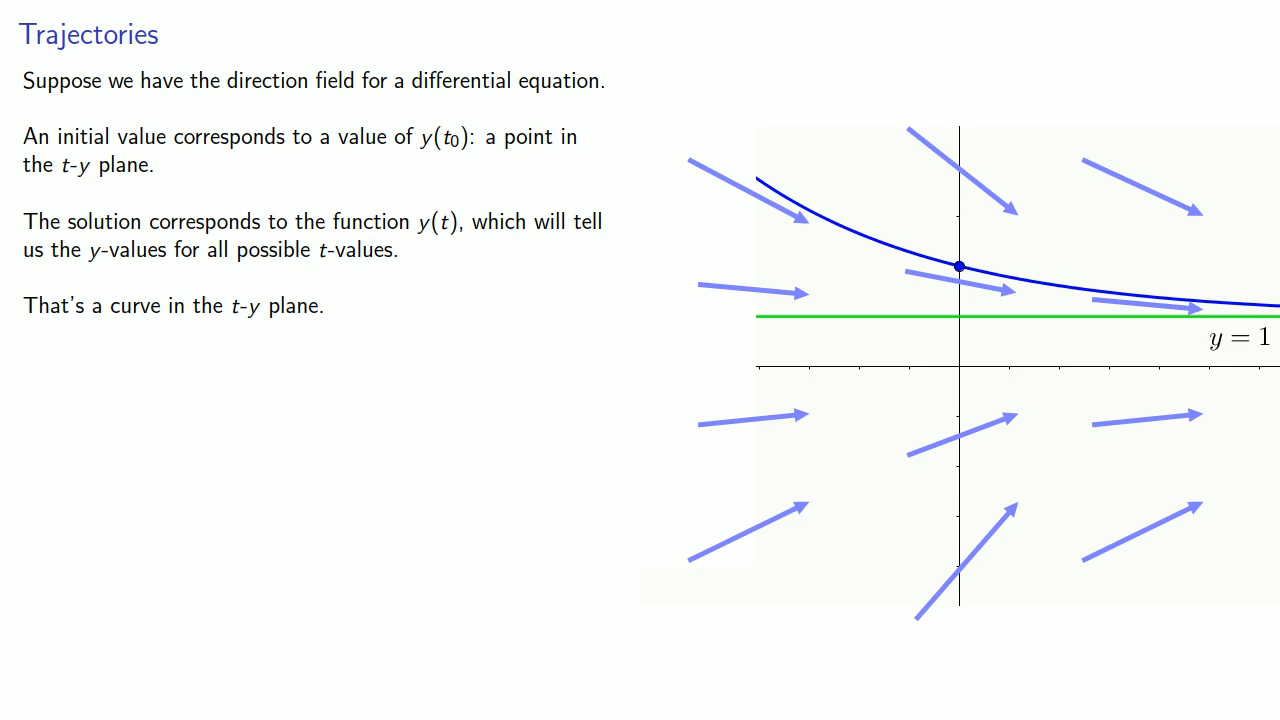 Trajectories
Suppose we have the direction field for a differential equation.
An initial value corresponds to a value of y(t₀): a point in
the t-y plane.
The solution corresponds to the function y(t), which will tell
us the y-values for all possible t-values.
That's a curve in the t-y plane.
y = 1